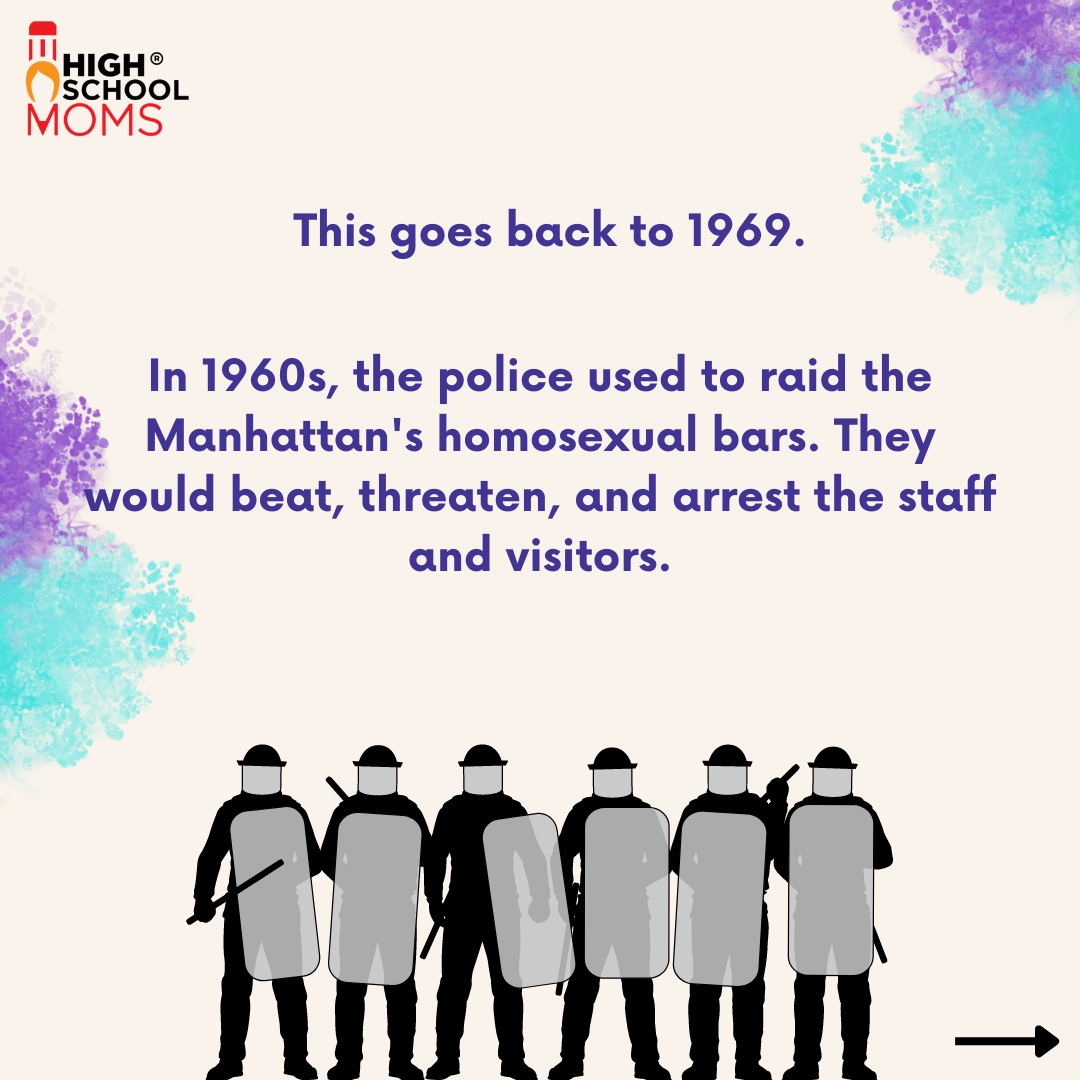 HIGH®
SCHOOL
MOMS
This goes back to 1969.
In 1960s, the police used to raid the
Manhattan's homosexual bars. They
would beat, threaten, and arrest the staff
and visitors.